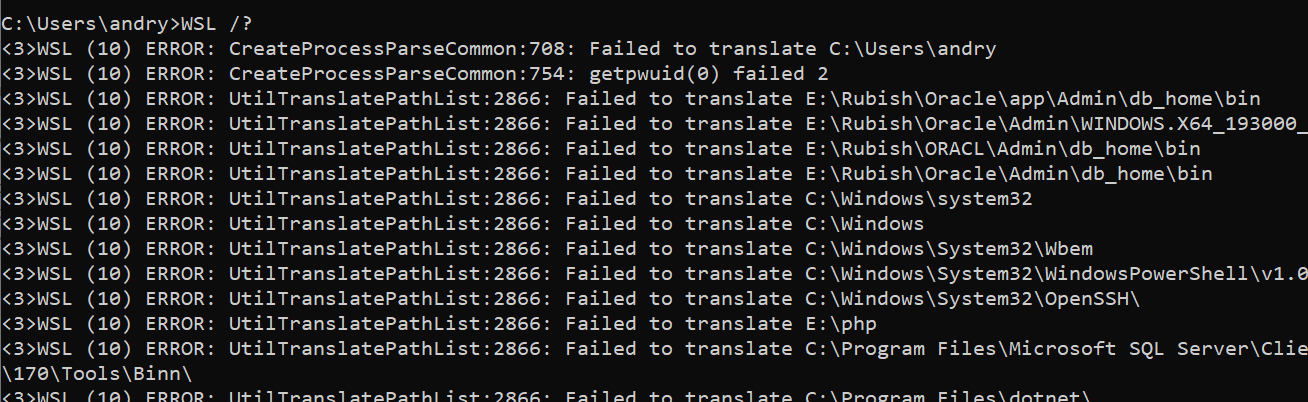 C:\Users\andry>WSL /?
<3>WSL (10) ERROR: CreateProcessParseCommon:708: Failed to translate C:\Users\andry
<3>WSL (10) ERROR: CreateProcessParseCommon:754: getpwuid(0) failed 2
<3>WSL (10) ERROR: UtilTranslatePathList:2866: Failed to translate E:\Rubish\Oracle\app\Admin\db_home\bin
<3>WSL (10) ERROR: UtilTranslatePathList:2866: Failed to translate E:\Rubish\Oracle\Admin\WINDOWS.X64_193000_
<3>WSL (10) ERROR: UtilTranslatePathList:2866: Failed to translate E:\Rubish\ORACL\Admin\db_home\bin
<3>WSL (10) ERROR: UtilTranslatePathList:2866: Failed to translate E:\Rubish\Oracle\Admin\db_home\bin
<3>WSL (10) ERROR: UtilTranslatePathList:2866: Failed to translate C:\Windows\system32
<3>WSL (10) ERROR: UtilTranslatePathList:2866: Failed to translate C:\Windows
<3>WSL (10) ERROR: UtilTranslatePathList:2866: Failed to translate C:\Windows\System32\Wbem
<3>WSL (10) ERROR: UtilTranslatePathList:2866: Failed to translate C:\Windows\System32\WindowsPowerShell\v1.0
<3>WSL (10) ERROR: UtilTranslatePathList:2866: Failed to translate C:\Windows\System32\OpenSSH\
<3>WSL (10) ERROR: UtilTranslatePathList:2866: Failed to translate E:\php
<3>WSL (10) ERROR: UtilTranslatePathList:2866: Failed to translate C:\Program Files\Microsoft SQL Server\Clie
\170\Tools\Binn\
<3>WSL (10) ERROR: UtilTranslatePathList:2866: Failed to translate C:\Program Files\dotnet\